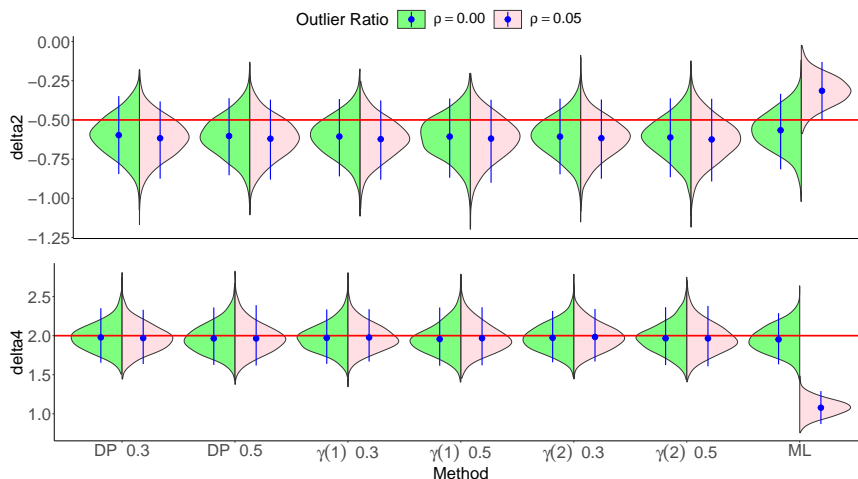 Outlier Ratio ρ = 0.00 ρ = 0.05
0.00
−0.25
−0.50
−0.75
−1.00
−1.25
delta2
2.5
2.0
1.5
1.0
delta4
DP 0.3 DP 0.5 γ(1) 0.3 γ(1) 0.5 γ(2) 0.3 γ(2) 0.5 ML
Method